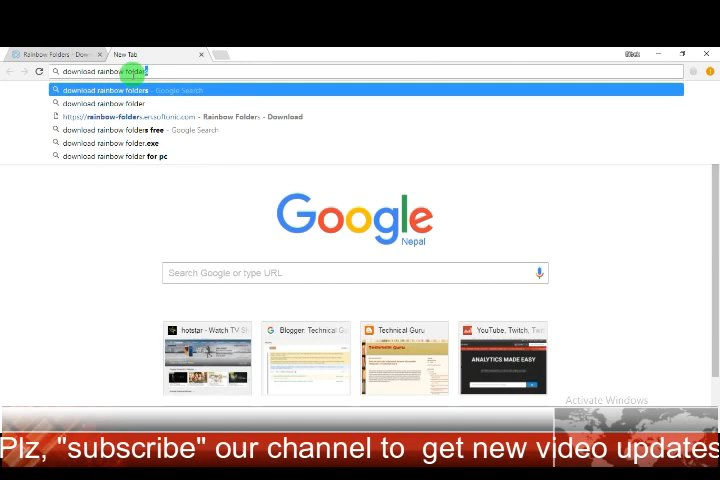 Rainbow Folders - Dow
New Tab
download rainbow folders
download rainbow folders - Google Search
download rainbow folder
https://rainbow-folders.en.softonic.com - Rainbow Folders - Download
download rainbow folders free - Google Search
download rainbow folder.exe
download rainbow folder for pc
Google
Nepal
Search Google or type URL
hotstar - Watch TV Sh
Blogger: Technical Gu
Technical Guru
YouTube, Twitch, Twi
ANALYTICS MADE EASY
Activate Windows
Plz, "subscribe" our channel to get new video updates